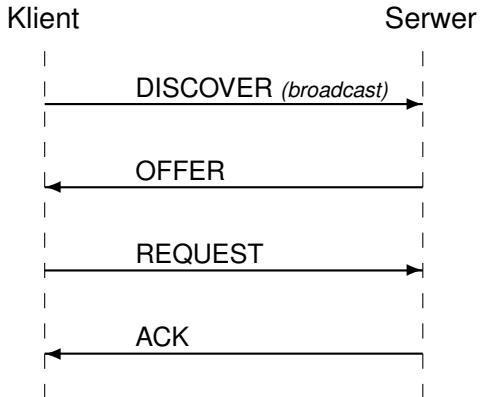 Klient Serwer
DISCOVER (broadcast)
OFFER
REQUEST
ACK